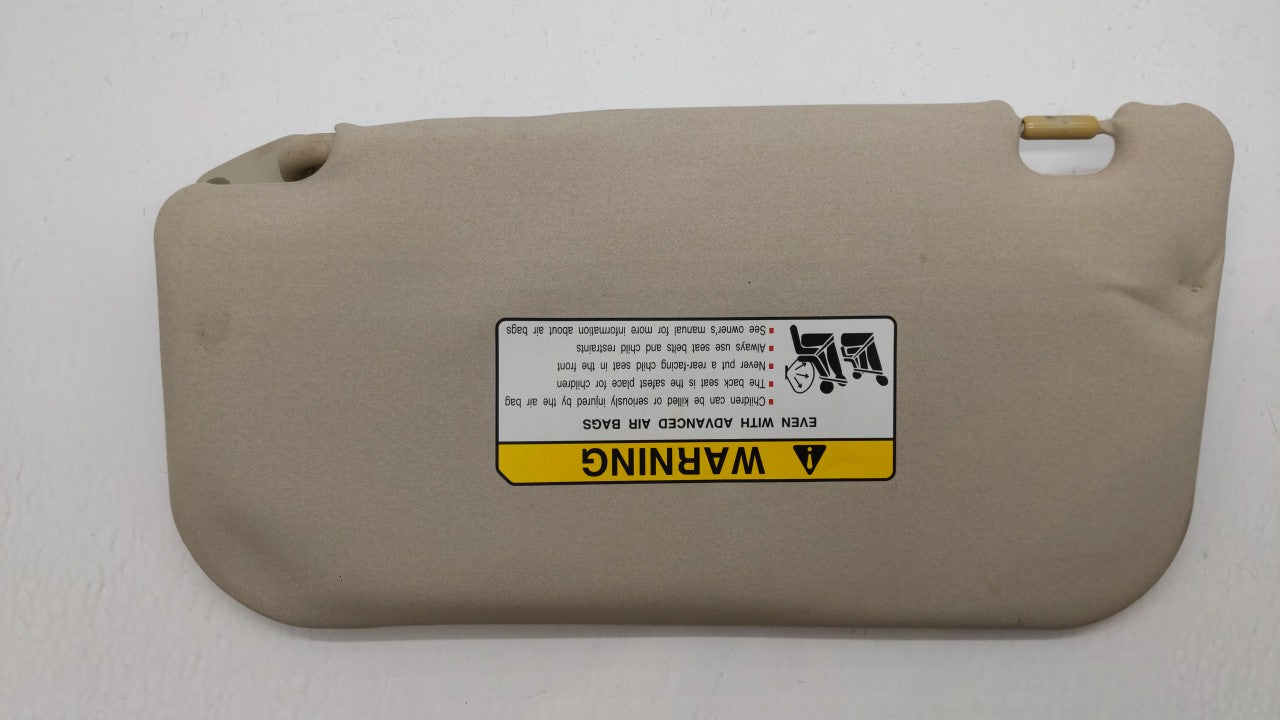 WARNING
EVEN WITH ADVANCED AIR BAGS
Children can be killed or seriously injured by the air bag
The back seat is the safest place for children
Never put a rear-facing child seat in the front
Always use seat belts and child restraints
See owner's manual for more information about air bags